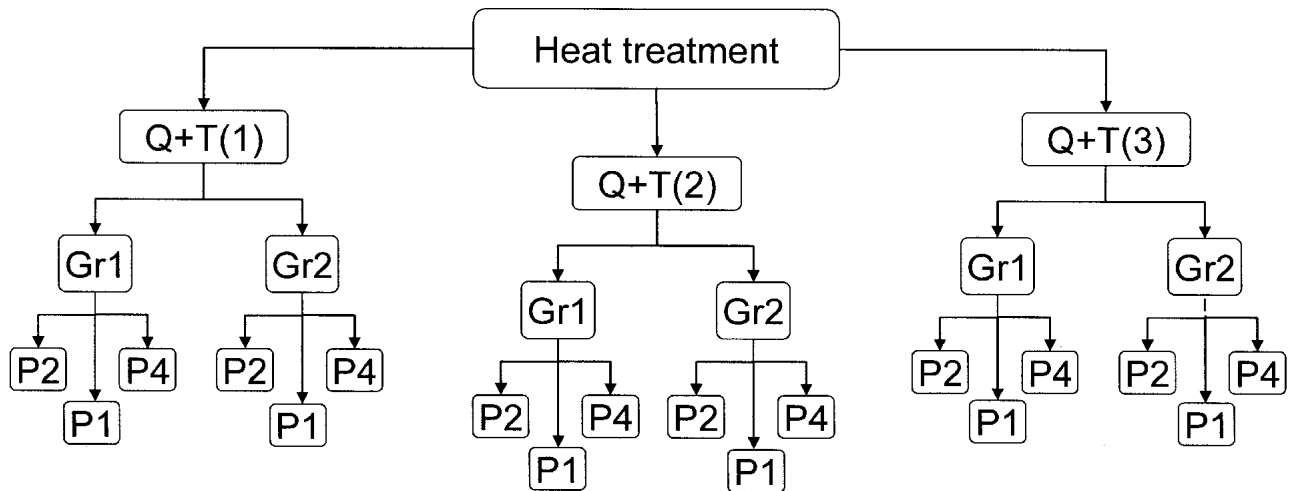 Heat treatment
Q+T(1)
Q+T(2)
Q+T(3)
Gr1
Gr2
Gr1
Gr2
Gr1
Gr2
P2
P4
P1
P2
P4
P1
P2
P4
P1
P2
P4
P1
P2
P4
P1
P2
P4
P1